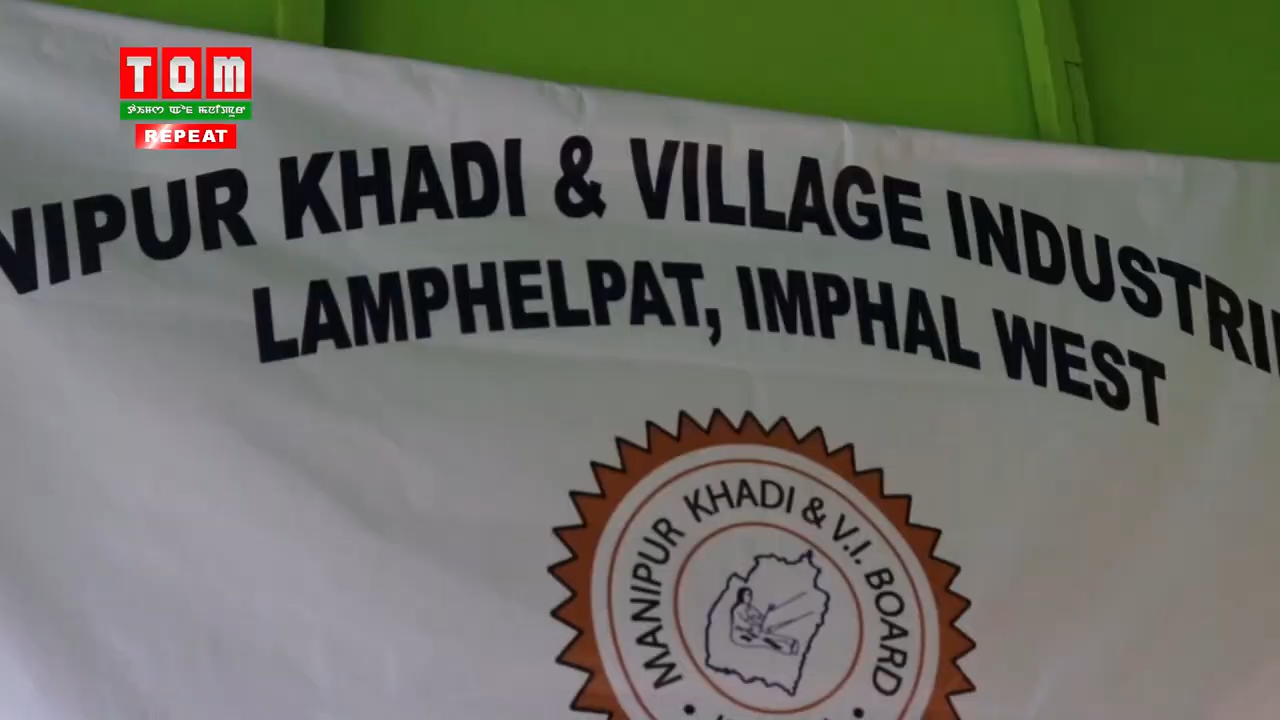 TOM
REPEAT
NIPUR KHADI & VILLAGE INDUSTRI
LAMPHELPAT, IMPHAL WEST
MANIPUR KHADI & V.I. BOARD